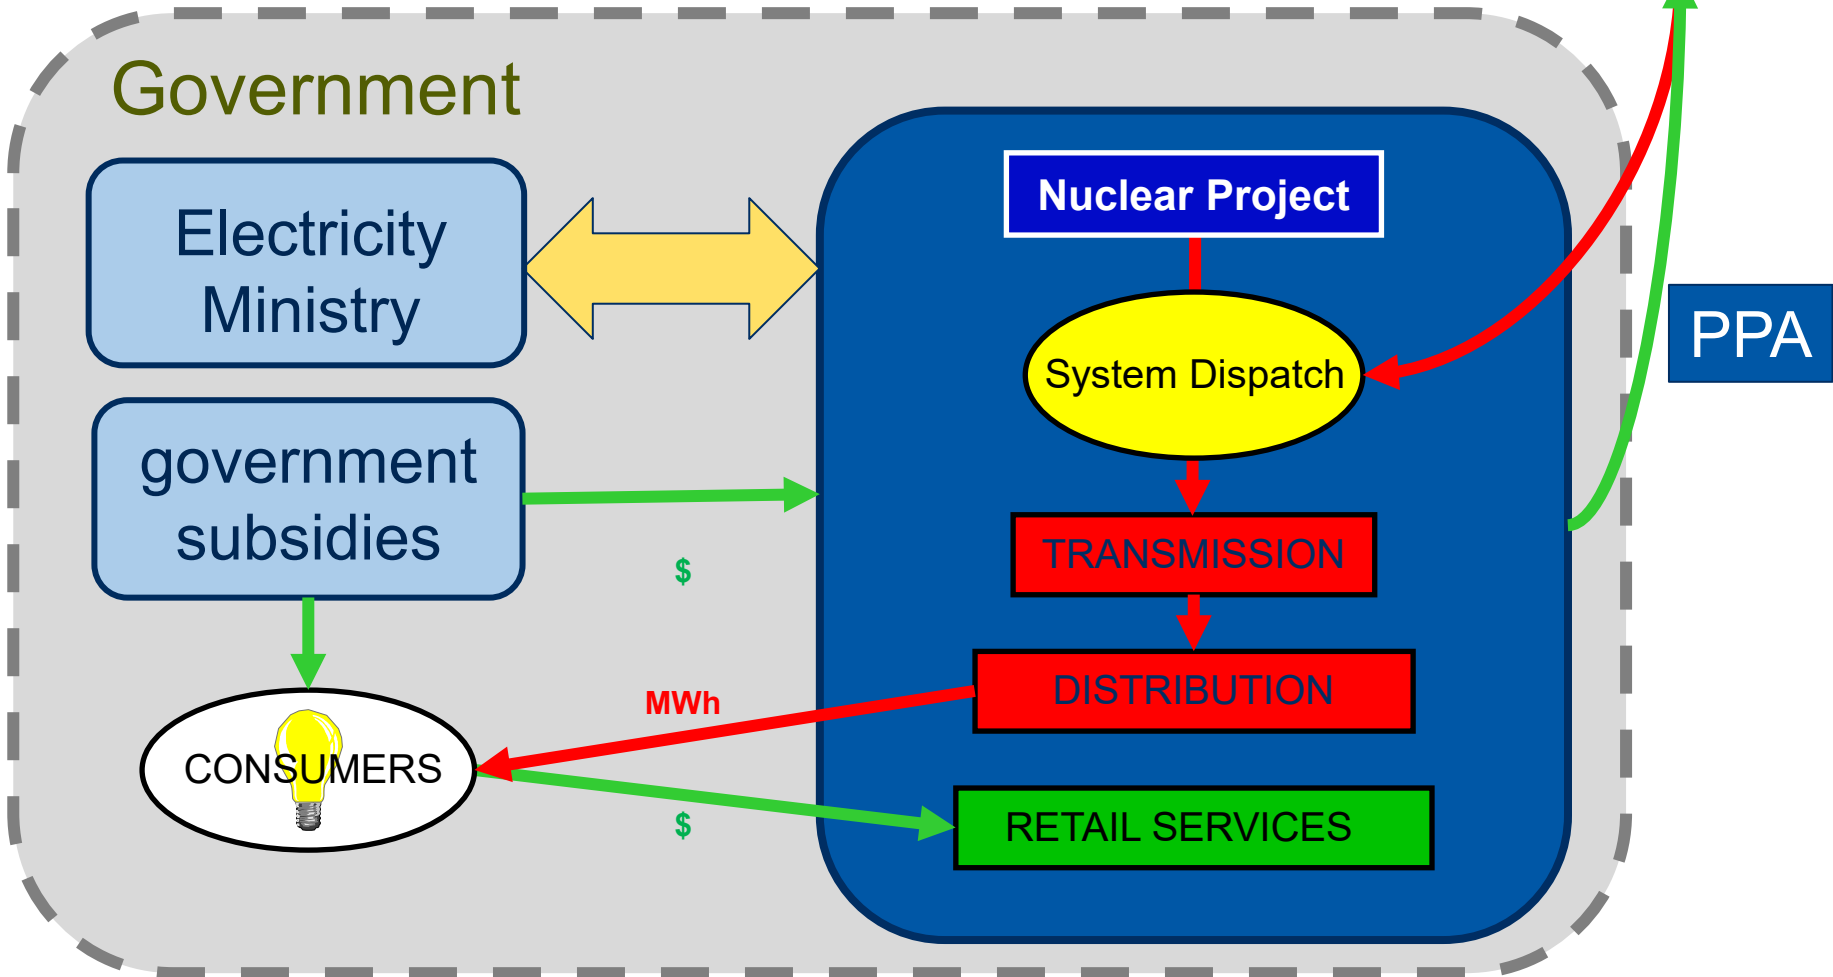 Government
Electricity
Ministry
government
subsidies
$
MWh
CONSUMERS
$
Nuclear Project
System Dispatch
TRANSMISSION
DISTRIBUTION
RETAIL SERVICES
PPA